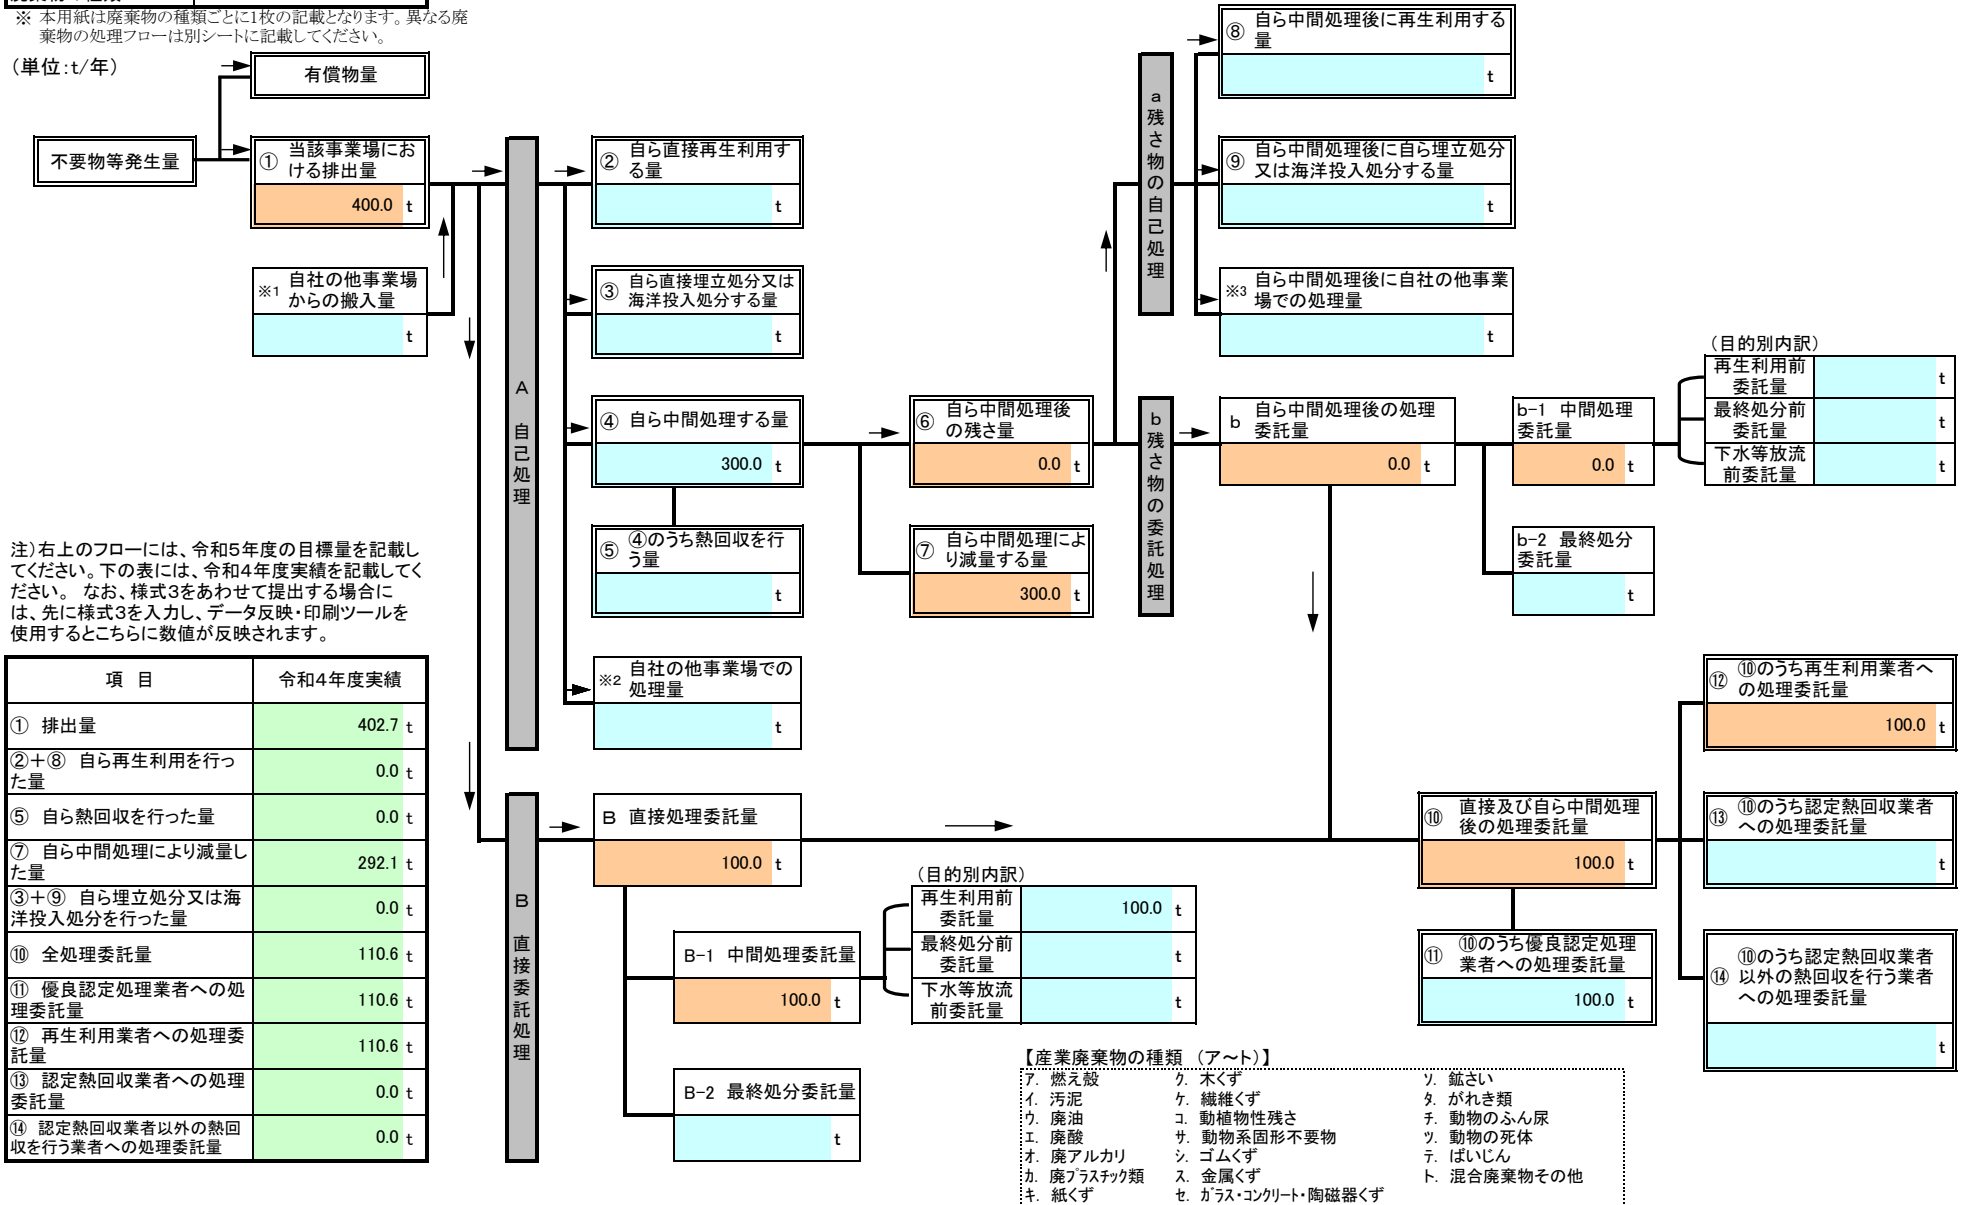 ※ 本用紙は廃棄物の種類ごとに1枚の記載となります。異なる廃
棄物の処理フローは別シートに記載してください。
（単位：t/年）
有償物量
不要物等発生量
① 当該事業場にお
ける排出量
400.0 t
※1 自社の他事業場
からの搬入量
t
A 自己処理
② 自ら直接再生利用す
る量
t
③ 自ら直接埋立処分又は
海洋投入処分する量
t
④ 自ら中間処理する量
300.0 t
⑤ ④のうち熱回収を行
う量
t
※2 自社の他事業場での
処理量
t
⑥ 自ら中間処理後
の残さ量
0.0 t
⑦ 自ら中間処理によ
り減量する量
300.0 t
a 残さ物の自己処理
⑧ 自ら中間処理後に再生利用する
量
t
⑨ 自ら中間処理後に自ら埋立処分
又は海洋投入処分する量
t
※3 自ら中間処理後に自社の他事業
場での処理量
t
b 残さ物の委託処理
b 自ら中間処理後の処理
委託量
0.0 t
b-1 中間処理
委託量
0.0 t
b-2 最終処分
委託量
t
（目的別内訳）
再生利用前
委託量
t
最終処分前
委託量
t
下水等放流
前委託量
t
注）右上のフローには、令和5年度の目標量を記載し
てください。下の表には、令和4年度実績を記載してく
ださい。 なお、様式3をあわせて提出する場合に
は、先に様式3を入力し、データ反映・印刷ツールを
使用するとこちらに数値が反映されます。
項 目 令和4年度実績
① 排出量 402.7 t
②＋⑧ 自ら再生利用を行っ
た量
0.0 t
⑤ 自ら熱回収を行った量 0.0 t
⑦ 自ら中間処理により減量し
た量
292.1 t
③＋⑨ 自ら埋立処分又は海
洋投入処分を行った量
0.0 t
⑩ 全処理委託量 110.6 t
⑪ 優良認定処理業者への処
理委託量
110.6 t
⑫ 再生利用業者への処理委
託量
110.6 t
⑬ 認定熱回収業者への処理
委託量
0.0 t
⑭ 認定熱回収業者以外の熱回
収を行う業者への処理委託量
0.0 t
B 直接委託処理
B 直接処理委託量
100.0 t
B-1 中間処理委託量
100.0 t
B-2 最終処分委託量
t
（目的別内訳）
再生利用前
委託量
100.0 t
最終処分前
委託量
t
下水等放流
前委託量
t
⑩ 直接及び自ら中間処理
後の処理委託量
100.0 t
⑪ ⑩のうち優良認定処理
業者への処理委託量
100.0 t
⑫ ⑩のうち再生利用業者へ
の処理委託量
100.0 t
⑬ ⑩のうち認定熱回収業者
への処理委託量
t
⑭ ⑩のうち認定熱回収業者
以外の熱回収を行う業者
への処理委託量
t
【産業廃棄物の種類 （ア～ト）】
ア. 燃え殻 ク. 木くず ソ. 鉱さい
イ. 汚泥 ケ. 繊維くず タ. がれき類
ウ. 廃油 コ. 動植物性残さ チ. 動物のふん尿
エ. 廃酸 サ. 動物系固形不要物 ツ. 動物の死体
オ. 廃アルカリ シ. ゴムくず テ. ばいじん
カ. 廃プラスチック類 ス. 金属くず ト. 混合廃棄物その他
キ. 紙くず セ. ガラス・コンクリート・陶磁器くず